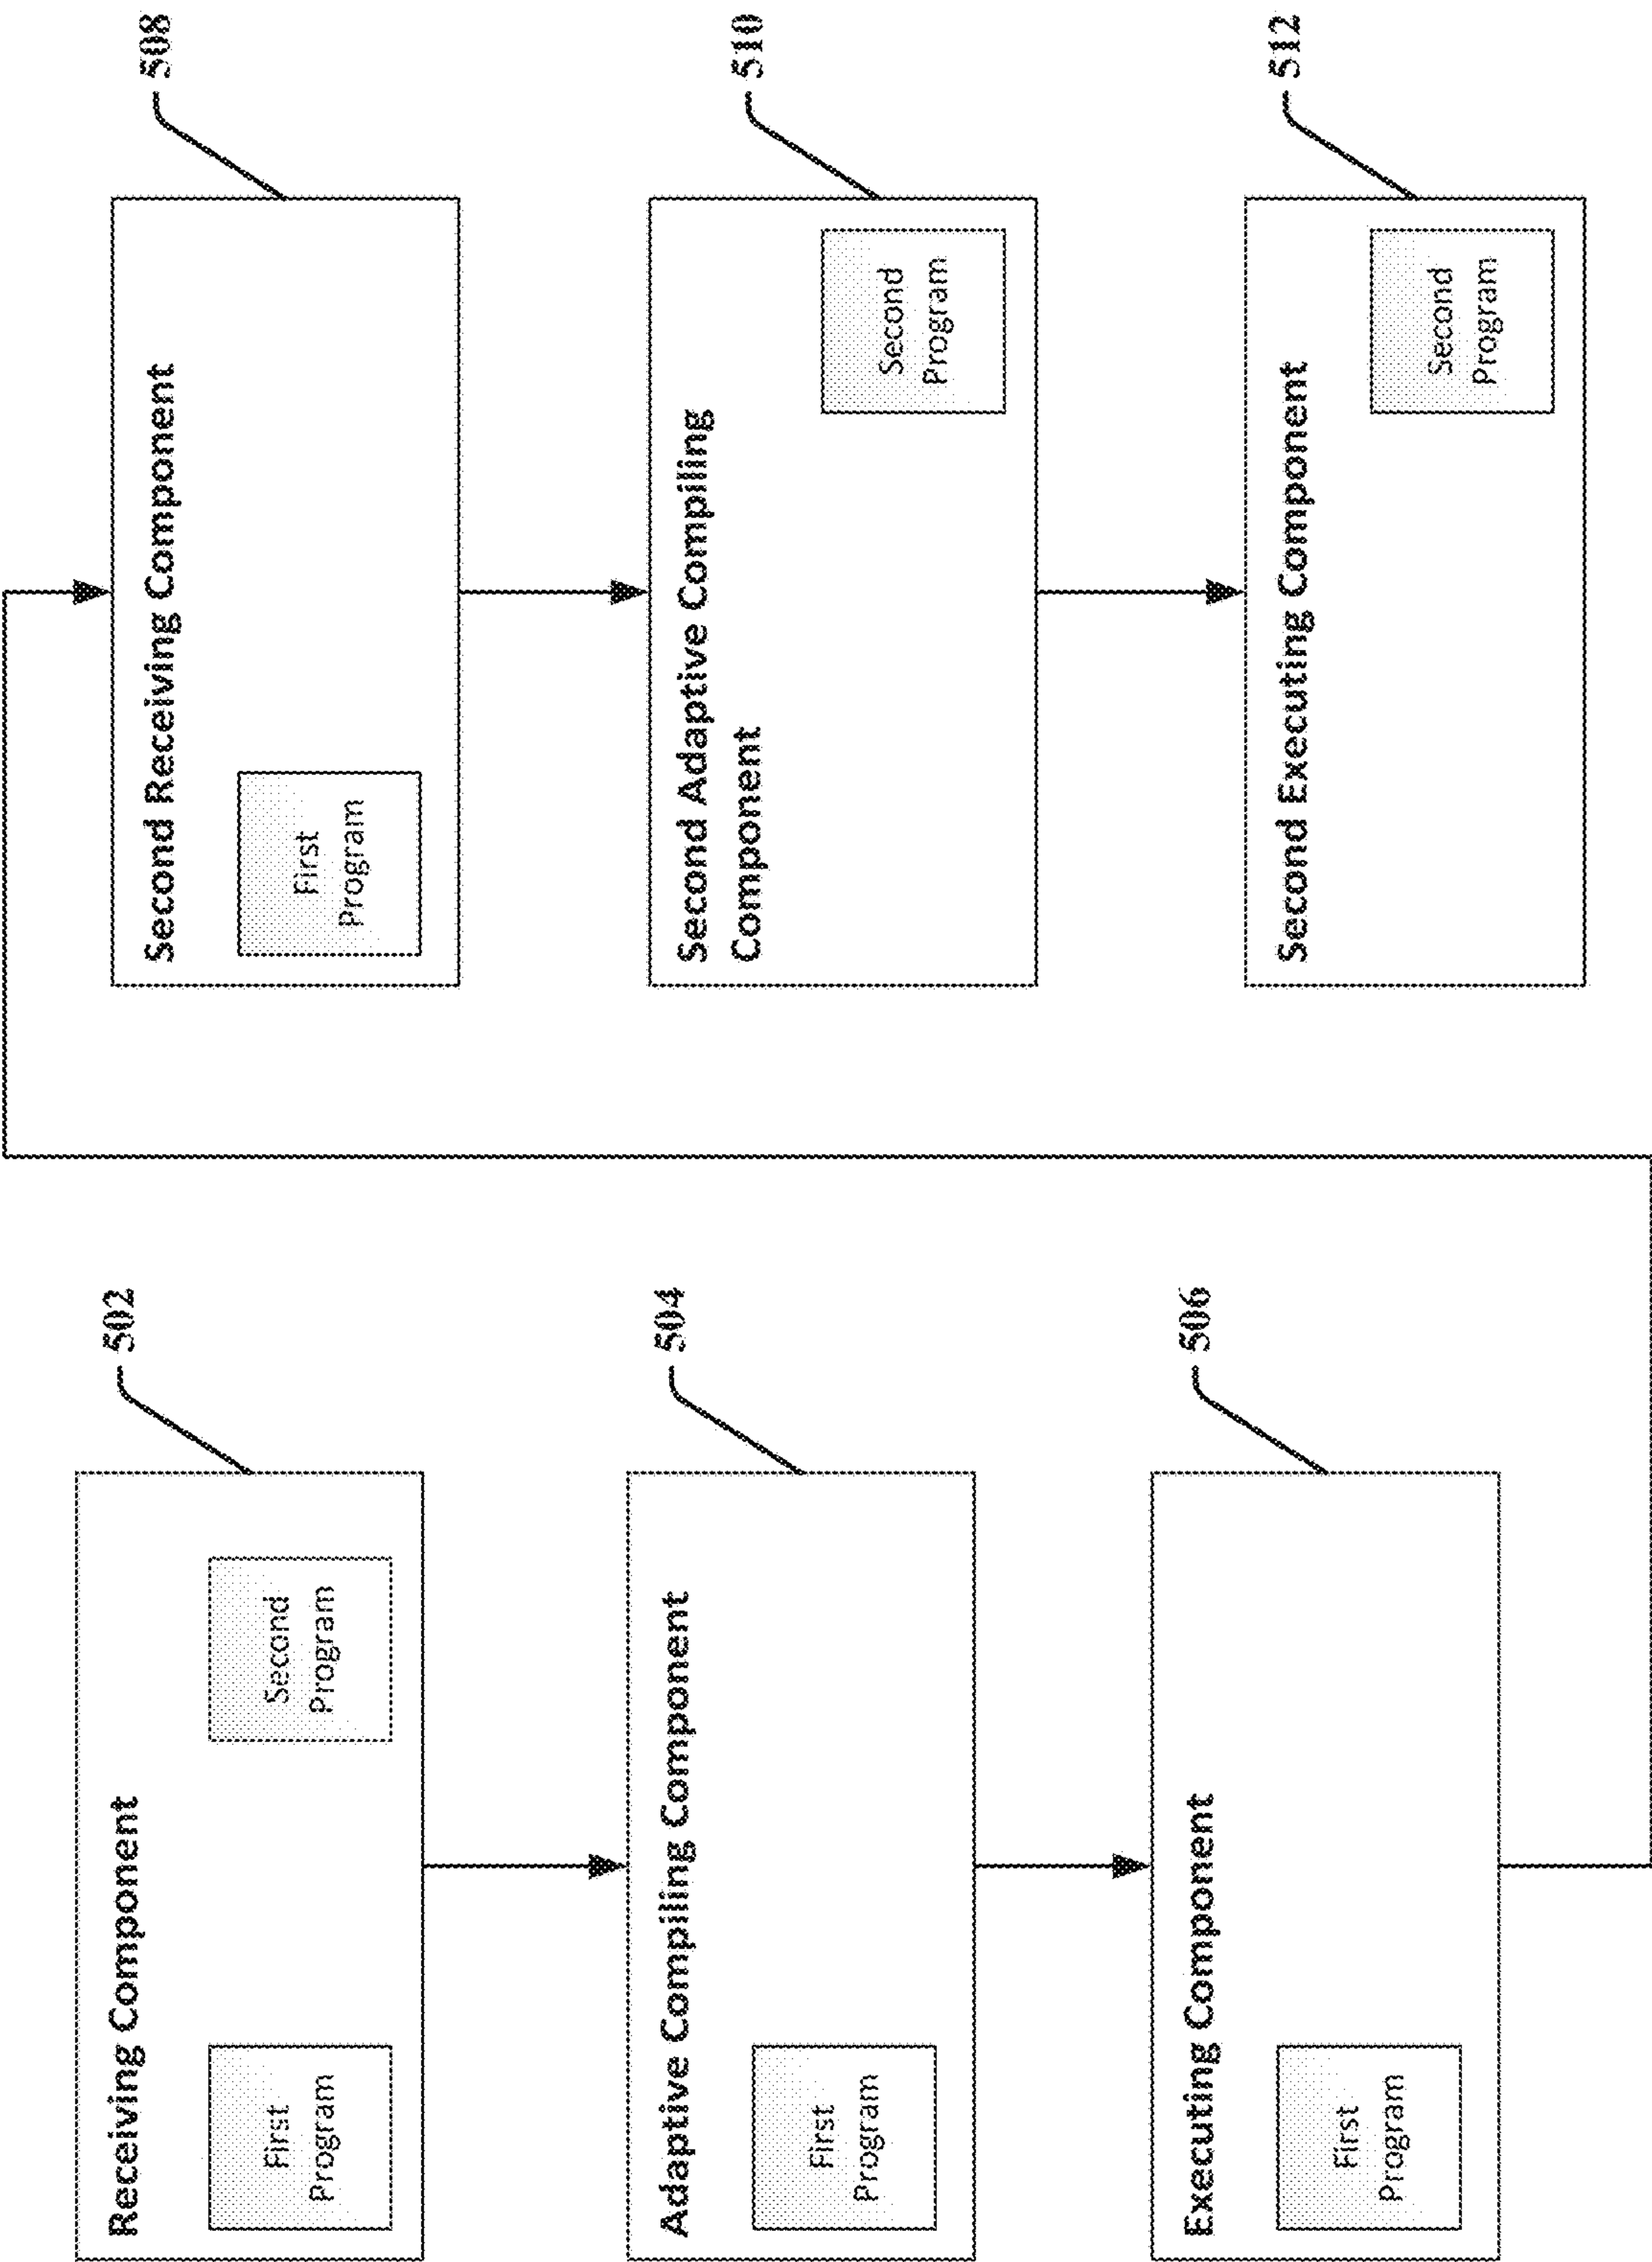 Receiving Component
First
Program
Second
Program
502
Adaptive Compiling Component
First
Program
504
Executing Component
First
Program
506
Second Receiving Component
First
Program
508
Second Adaptive Compiling
Component
Second
Program
510
Second Executing Component
Second
Program
512